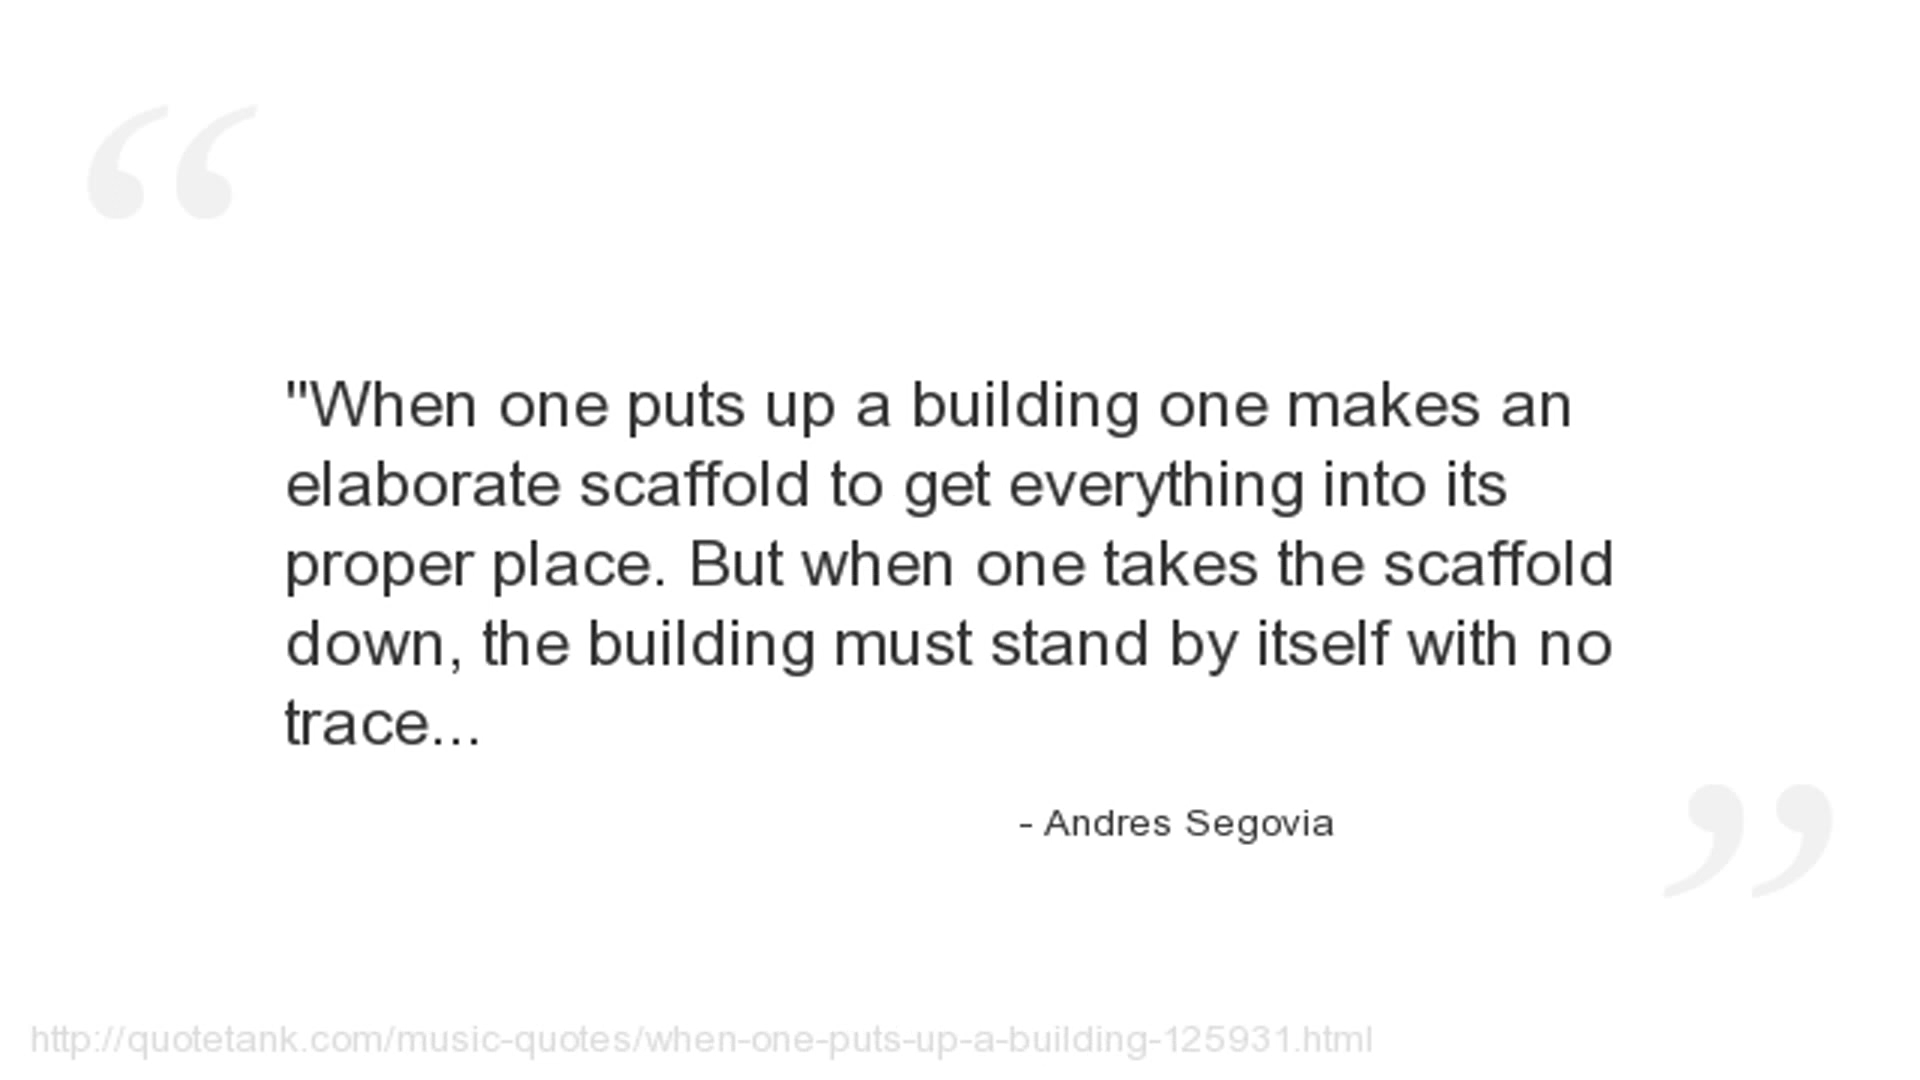 "When one puts up a building one makes an
elaborate scaffold to get everything into its
proper place. But when one takes the scaffold
down, the building must stand by itself with no
trace...
- Andres Segovia
http://quotetank.com/music-quotes/when-one-puts-up-a-building-125931.html